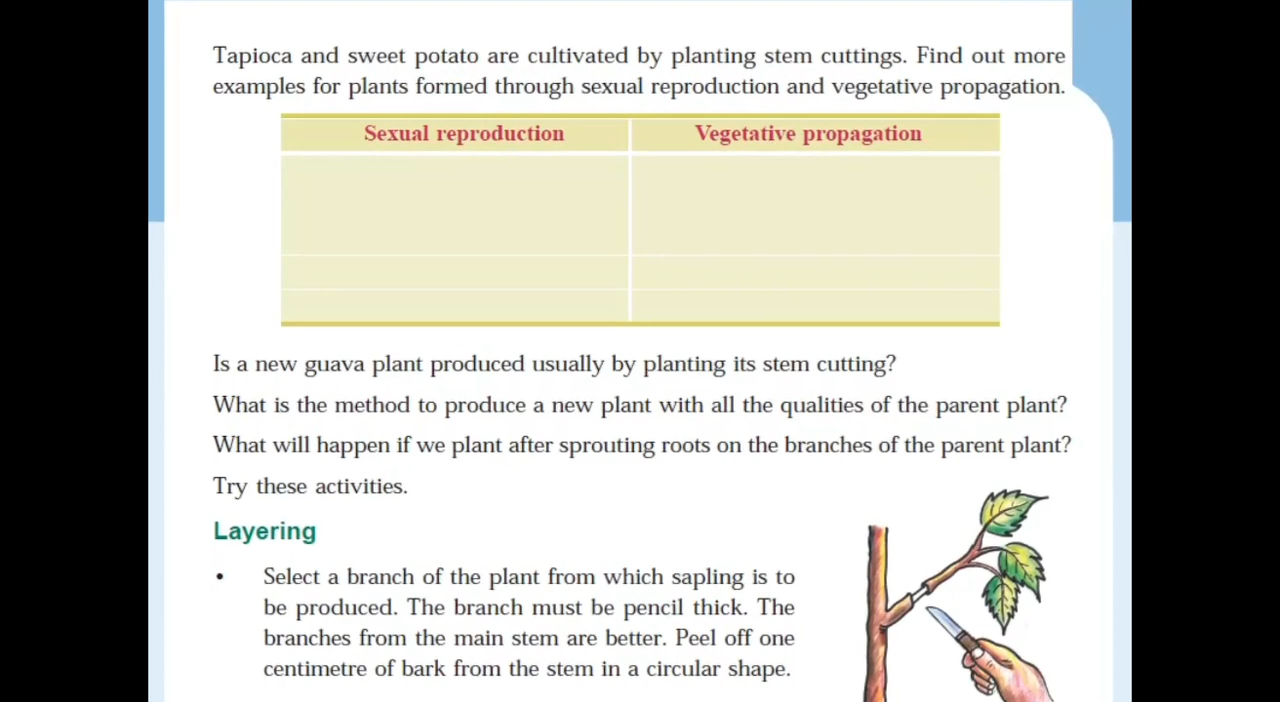 Tapioca and sweet potato are cultivated by planting stem cuttings. Find out more
examples for plants formed through sexual reproduction and vegetative propagation.
Sexual reproduction Vegetative propagation
Is a new guava plant produced usually by planting its stem cutting?
What is the method to produce a new plant with all the qualities of the parent plant?
What will happen if we plant after sprouting roots on the branches of the parent plant?
Try these activities.
Layering
• Select a branch of the plant from which sapling is to
be produced. The branch must be pencil thick. The
branches from the main stem are better. Peel off one
centimetre of bark from the stem in a circular shape.